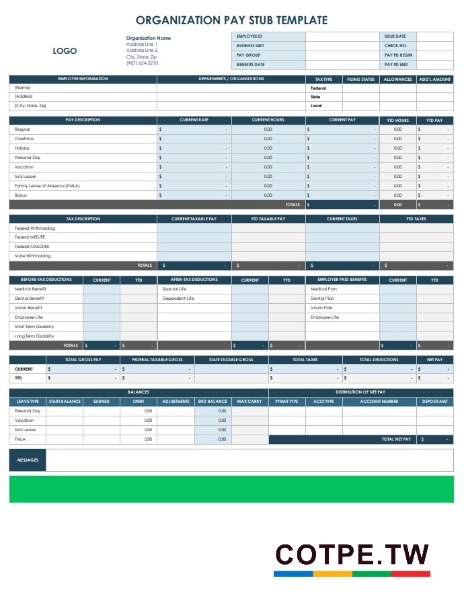 ORGANIZATION PAY STUB TEMPLATE
LOGO
Organization Name
Address Line 1
Address Line 2
City, State, Zip
(987) 654-3210
EMPLOYEE ID ISSUE DATE
BUSINESS UNIT CHECK NO.
PAY GROUP PAY PD BEGIN
BENEFITS DATE PAY PD END
EMPLOYEE INFORMATION DEPARTMENTS / ORGANIZATIONS TAX TYPE FILING STATUS ALLOWANCES ADD'L AMOUNT
(Name) Federal
(Address) State
(City, State, Zip) Local
PAY DESCRIPTION CURRENT RATE CURRENT HOURS CURRENT PAY YTD HOURS YTD PAY
Regular $ - 0.00 $ - 0.00 $ -
Overtime $ - 0.00 $ - 0.00 $ -
Holiday $ - 0.00 $ - 0.00 $ -
Personal Day $ - 0.00 $ - 0.00 $ -
Vacation $ - 0.00 $ - 0.00 $ -
Sick Leave $ - 0.00 $ - 0.00 $ -
Family Leave of Absence (FMLA) $ - 0.00 $ - 0.00 $ -
Bonus $ - 0.00 $ - 0.00 $ -
TOTALS $ - 0.00 $ -
TAX DESCRIPTION CURRENT TAXABLE PAY YTD TAXABLE PAY CURRENT TAXES YTD TAXES
Federal Withholding
Federal MED/EE
Federal OASDI/EE
State Withholding
TOTALS $ - $ - $ - $ -
BEFORE-TAX DEDUCTIONS CURRENT YTD AFTER-TAX DEDUCTIONS CURRENT YTD EMPLOYER PAID BENEFITS CURRENT YTD
Medical Benefit Spousal Life Medical Plan
Dental Benefit Dependent Life Dental Plan
Vision Benefit Vision Plan
Employee Life Employee Life
Short Term Disability
Long Term Disability
TOTALS $ - $ - TOTALS $ - $ - TOTALS $ - $ -
TOTAL GROSS PAY FEDERAL TAXABLE GROSS STATE TAXABLE GROSS TOTAL TAXES TOTAL DEDUCTIONS NET PAY
CURRENT $ - $ - $ - $ - $ -
YTD $ - $ - $ - $ - $ -
BALANCES DISTRIBUTION OF NET PAY
LEAVE TYPE START BALANCE EARNED SPENT ADJUSTMENTS END BALANCE MAX CARRY PYMNT TYPE ACCT TYPE ACCOUNT NUMBER DEPOSIT AMT
Personal Day 0.00 0.00
Vacation 0.00 0.00
Sick Leave 0.00 0.00
FMLA 0.00 0.00 TOTAL NET PAY $ -
MESSAGES
COTPE.TW